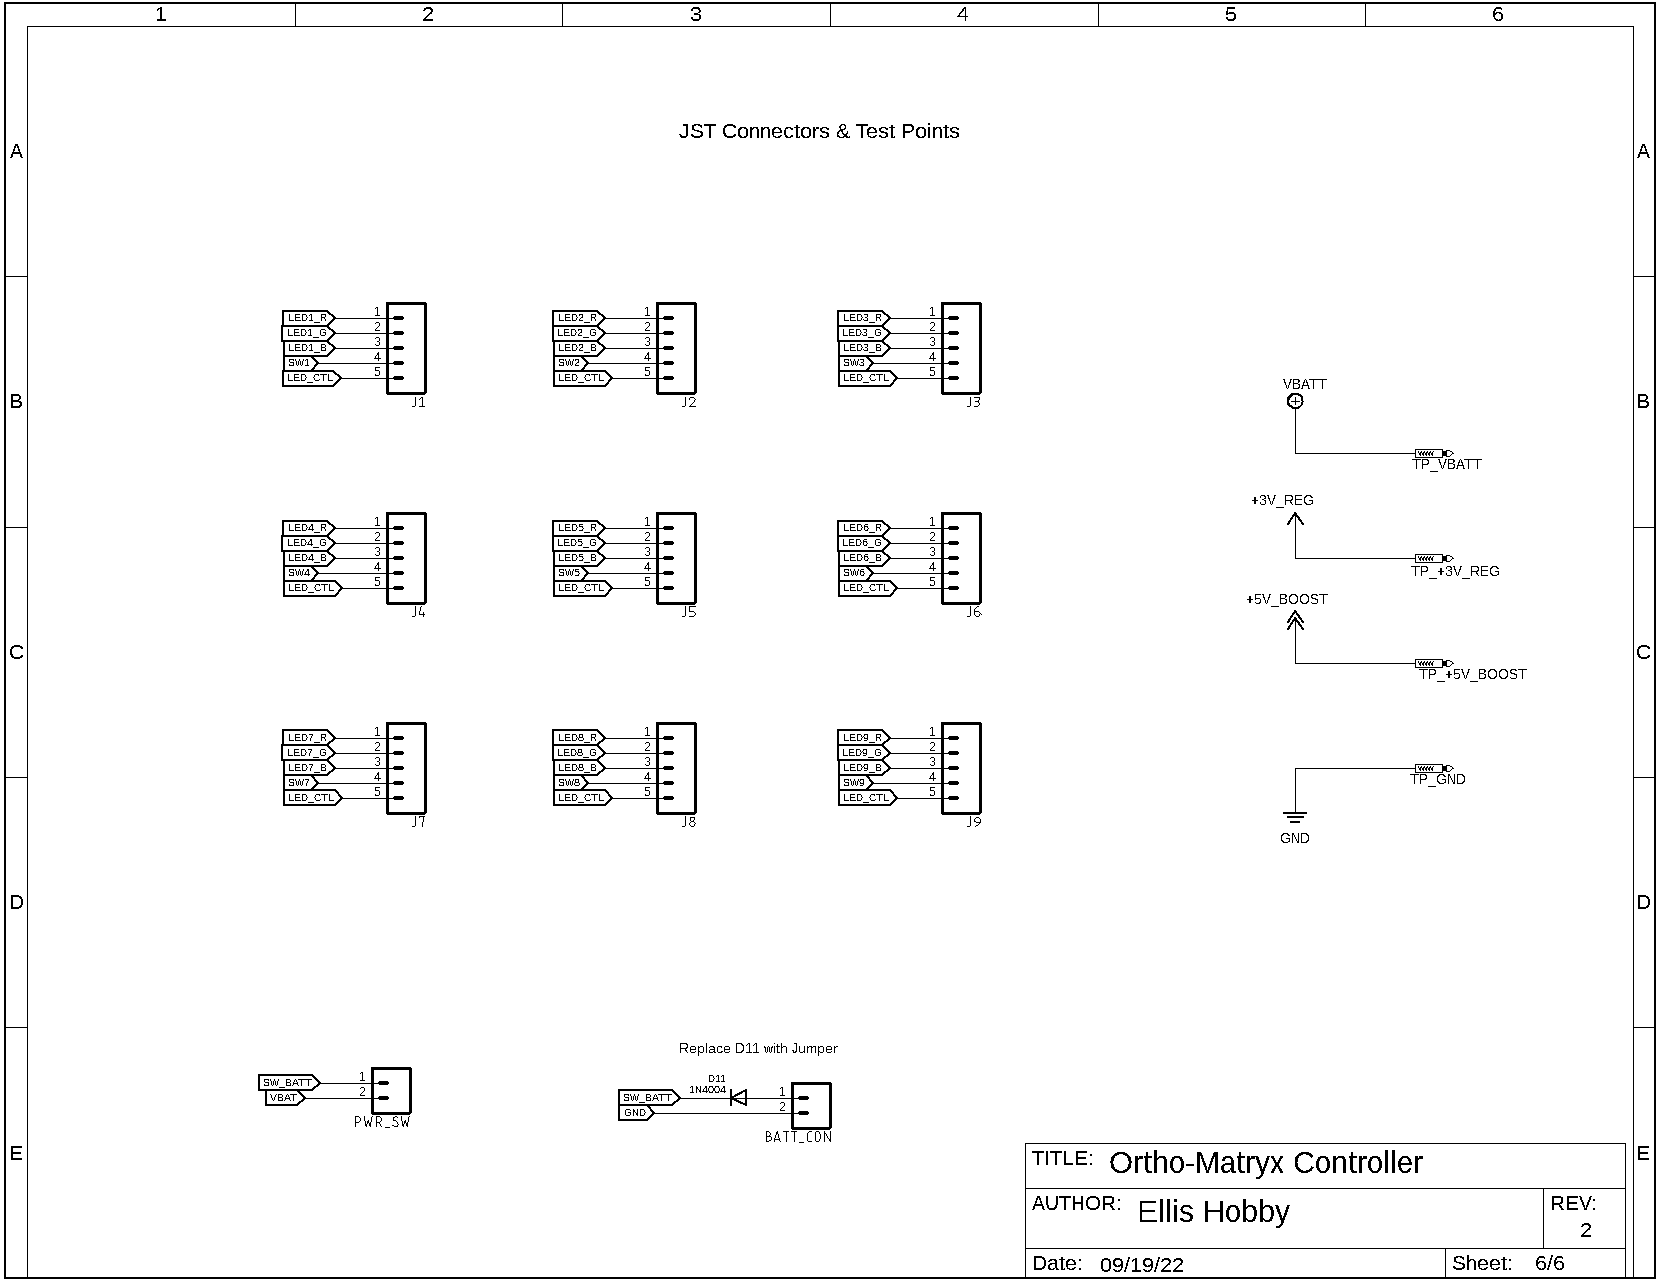 1 2 3 4 5 6
A A
JST Connectors & Test Points
B B
LED1_R 1
LED1_G 2
LED1_B 3
SW1 4
LED_CTL 5
J1
LED2_R 1
LED2_G 2
LED2_B 3
SW2 4
LED_CTL 5
J2
LED3_R 1
LED3_G 2
LED3_B 3
SW3 4
LED_CTL 5
J3
VBATT
TP_VBATT
+3V_REG
TP_+3V_REG
+5V_BOOST
TP_+5V_BOOST
TP_GND
GND
C C
LED4_R 1
LED4_G 2
LED4_B 3
SW4 4
LED_CTL 5
J4
LED5_R 1
LED5_G 2
LED5_B 3
SW5 4
LED_CTL 5
J5
LED6_R 1
LED6_G 2
LED6_B 3
SW6 4
LED_CTL 5
J6
LED7_R 1
LED7_G 2
LED7_B 3
SW7 4
LED_CTL 5
J7
LED8_R 1
LED8_G 2
LED8_B 3
SW8 4
LED_CTL 5
J8
LED9_R 1
LED9_G 2
LED9_B 3
SW9 4
LED_CTL 5
J9
D D
SW_BATT 1
VBAT 2
PWR_SW
Replace D11 with Jumper
D11
1N4004
SW_BATT 1
GND 2
BATT_CON
E E
TITLE: Ortho-Matryx Controller
AUTHOR: Ellis Hobby
REV:
2
Date: 09/19/22
Sheet: 6/6